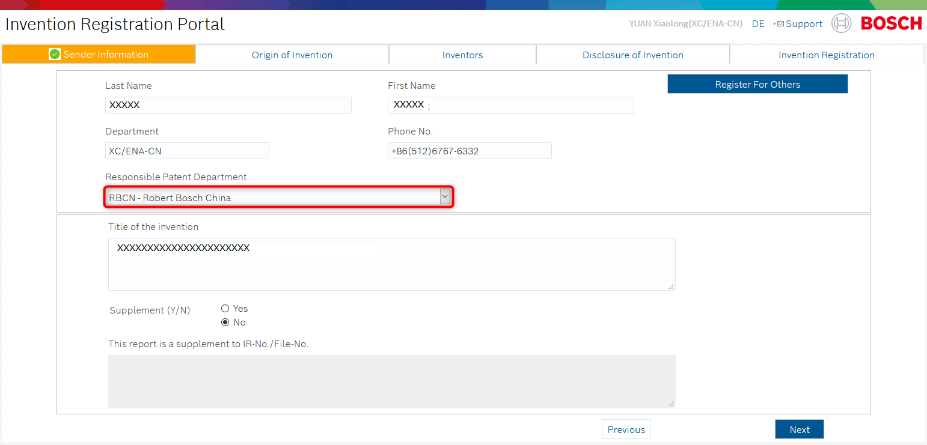 Invention Registration Portal
YUAN Xiaolong(XC/ENA-CN) DE Support BOSCH
Sender Information Origin of Invention Inventors Disclosure of Invention Invention Registration
Last Name First Name Register For Others
XXXXX XXXXX
Department Phone No.
XC/ENA-CN +86(512)6767-6332
Responsible Patent Department
RBCN - Robert Bosch China
Title of the invention
XXXXXXXXXXXXXXXXXXXXXX
Supplement (Y/N) Yes
No
This report is a supplement to IR-No./File-No.
Previous Next